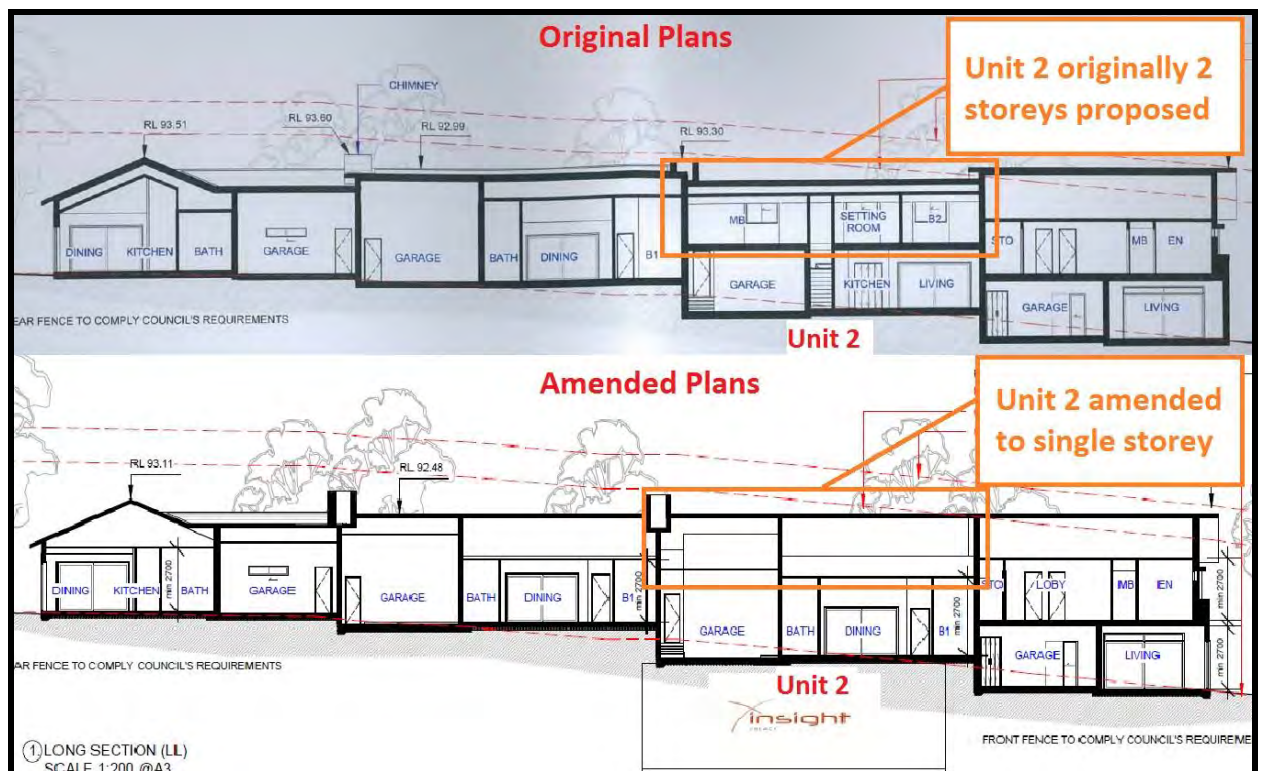 Original Plans
Unit 2 originally 2
storeys proposed
CHIMNEY
RL 93.51
RL 93.60
RL 92.99
RL 93.30
MB
SETTING
ROOM
B2
DINING
KITCHEN
BATH
GARAGE
GARAGE
BATH
DINING
B1
STO
MB
EN
GARAGE
KITCHEN
LIVING
GARAGE
LIVING
EAR FENCE TO COMPLY COUNCIL'S REQUIREMENTS
Unit 2
Amended Plans
Unit 2 amended
to single storey
RL 93.11
RL 92.48
DINING
KITCHEN
min 2700
BATH
GARAGE
GARAGE
BATH
DINING
B1
min 2700
GARAGE
BATH
DINING
B1
min 2700
STO
LOBY
MB
EN
min 2700
GARAGE
LIVING
min 2700
AR FENCE TO COMPLY COUNCIL'S REQUIREMENTS
Unit 2
insight
FRONT FENCE TO COMPLY COUNCIL'S REQUIREME
1 LONG SECTION (LL)
SCALE 1:200 @A3